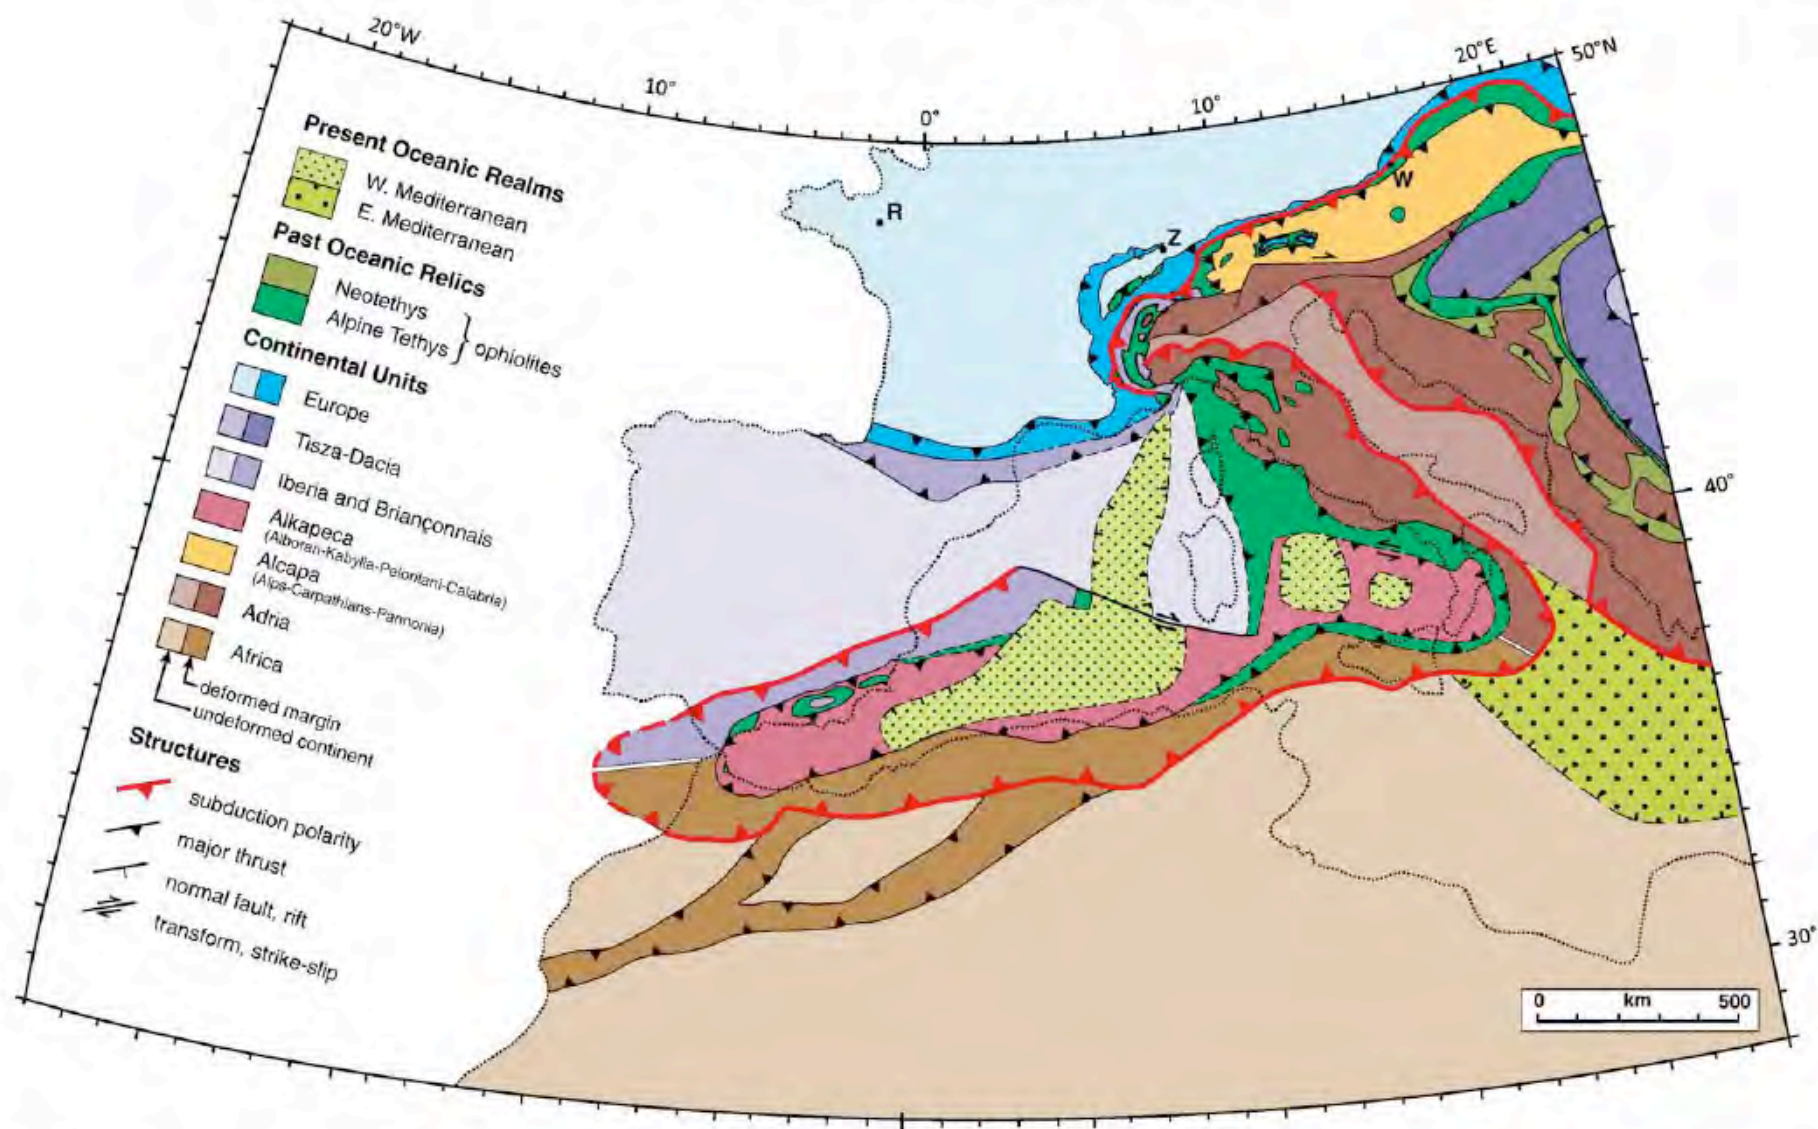 20°W
10°
0°
10°
20°E
50°N
40°
30°
Present Oceanic Realms
W. Mediterranean
E. Mediterranean
Past Oceanic Relics
Neotethys
Alpine Tethys
ophiolites
Continental Units
Europe
Tisza-Dacia
Iberia and Briançonnais
Alkapeca
(Alboran-Kabylia-Peloritani-Calabria)
Alcapa
(Alps-Carpathians-Pannonia)
Adria
Africa
deformed margin
undeformed continent
Structures
subduction polarity
major thrust
normal fault, rift
transform, strike-slip
R
Z
W
0 km 500